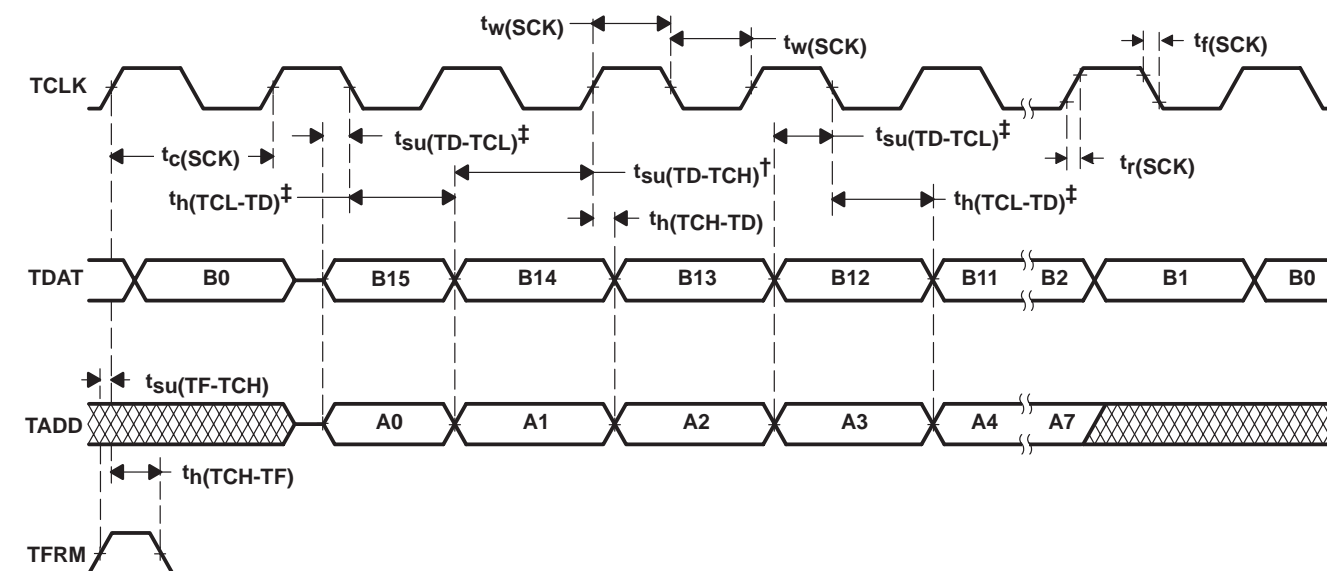 tw(SCK)
tw(SCK)
tf(SCK)
TCLK
tsu(TD-TCL)‡
tsu(TD-TCL)‡
tc(SCK)
tsu(TD-TCH)†
tr(SCK)
th(TCL-TD)‡
th(TCL-TD)‡
th(TCH-TD)
TDAT B0 B15 B14 B13 B12 B11 B2 B1 B0
tsu(TF-TCH)
TADD A0 A1 A2 A3 A4 A7
th(TCH-TF)
TFRM